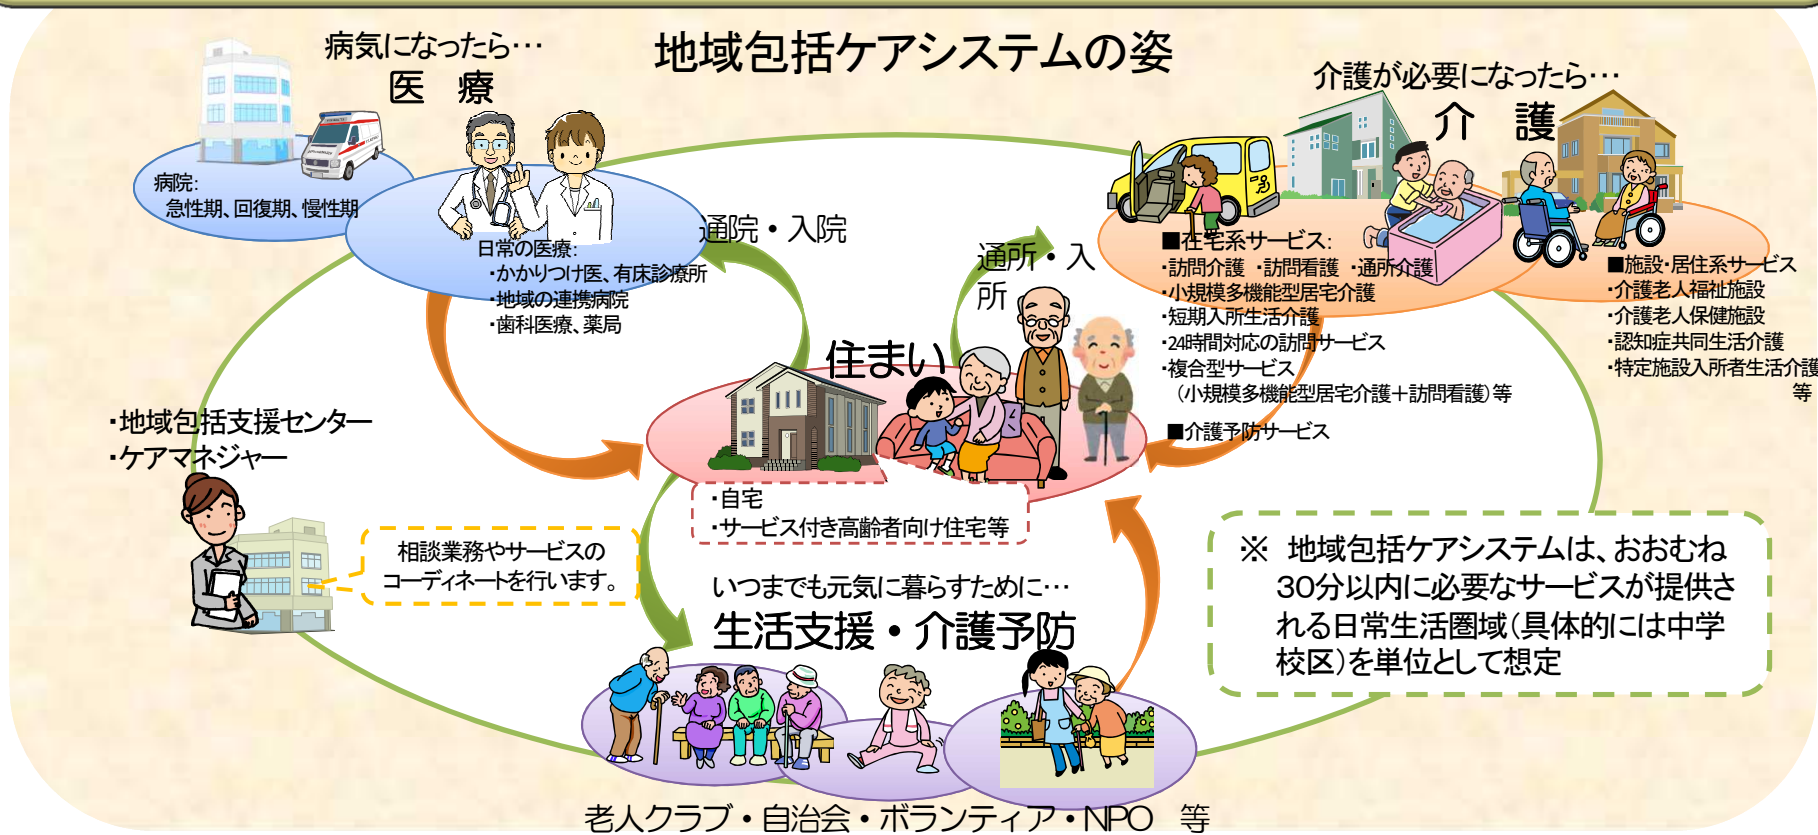 地域包括ケアシステムの姿
病気になったら…
医 療
病院:
急性期、回復期、慢性期
日常の医療:
・かかりつけ医、有床診療所
・地域の連携病院
・歯科医療、薬局
通院・入院
通所・入
所
介護が必要になったら…
介 護
■在宅系サービス:
・訪問介護 ・訪問看護 ・通所介護
・小規模多機能型居宅介護
・短期入所生活介護
・24時間対応の訪問サービス
・複合型サービス
（小規模多機能型居宅介護＋訪問看護）等
■介護予防サービス
■施設・居住系サービス
・介護老人福祉施設
・介護老人保健施設
・認知症共同生活介護
・特定施設入所者生活介護
等
住まい
・自宅
・サービス付き高齢者向け住宅等
・地域包括支援センター
・ケアマネジャー
相談業務やサービスの
コーディネートを行います。
いつまでも元気に暮らすために…
生活支援・介護予防
老人クラブ・自治会・ボランティア・NPO 等
※ 地域包括ケアシステムは、おおむね
30分以内に必要なサービスが提供さ
れる日常生活圏域（具体的には中学
校区）を単位として想定